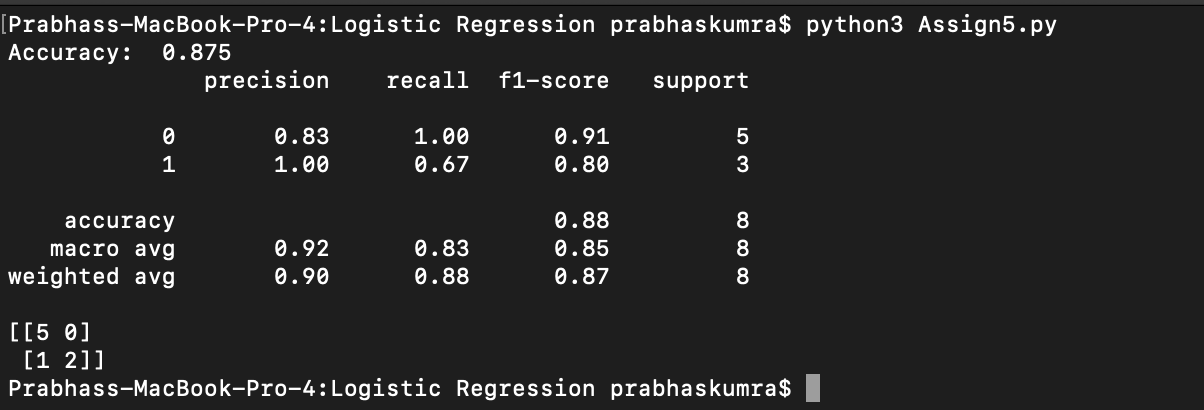 [Prabhass-MacBook-Pro-4:Logistic Regression prabhaskumra$ python3 Assign5.py
Accuracy:  0.875
              precision    recall  f1-score   support

           0       0.83      1.00      0.91         5
           1       1.00      0.67      0.80         3

    accuracy                           0.88         8
   macro avg       0.92      0.83      0.85         8
weighted avg       0.90      0.88      0.87         8

[[5 0]
 [1 2]]
Prabhass-MacBook-Pro-4:Logistic Regression prabhaskumra$